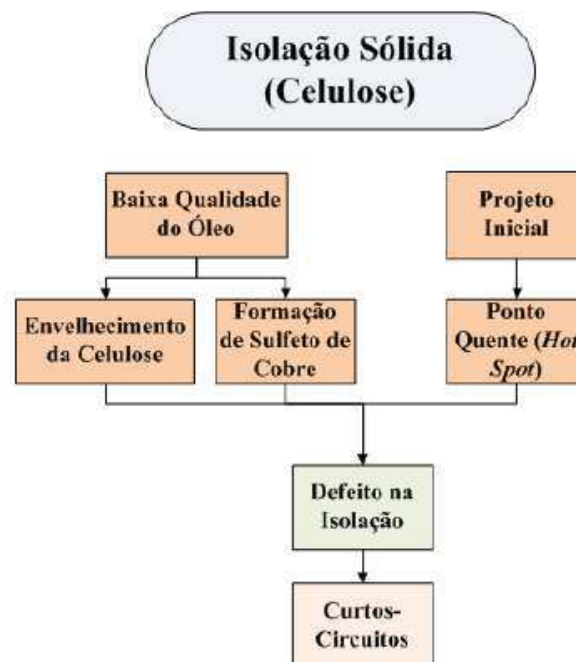 Isolação Sólida
(Celulose)
Baixa Qualidade
do Óleo
Projeto
Inicial
Envelhecimento
da Celulose
Formação
de Sulfeto de
Cobre
Ponto
Quente (Hot
Spot)
Defeito na
Isolação
Curtos-
Circuitos